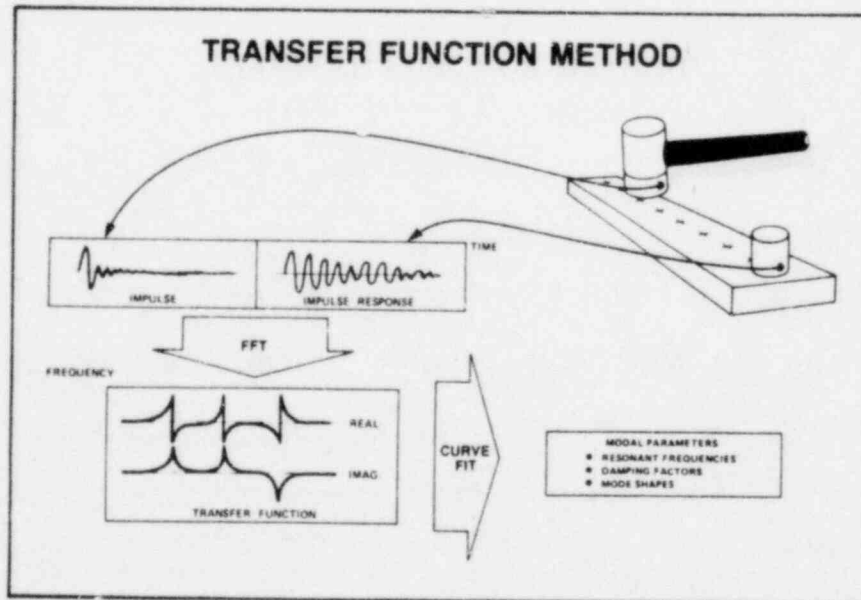 TRANSFER FUNCTION METHOD
TIME
IMPULSE
IMPULSE RESPONSE
FFT
FREQUENCY
REAL
IMAG
TRANSFER FUNCTION
CURVE
FIT
MODAL PARAMETERS
RESONANT FREQUENCIES
DAMPING FACTORS
MODE SHAPES